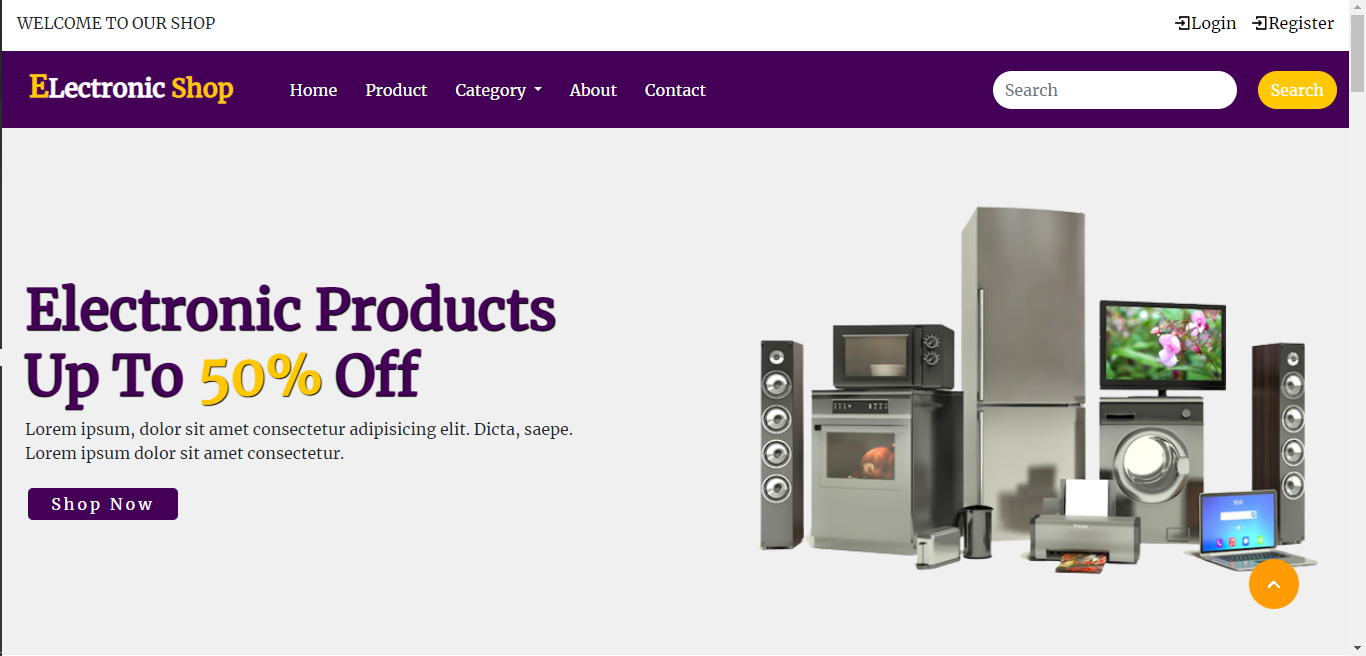 WELCOME TO OUR SHOP
Login Register
ELectronic Shop
Home Product Category About Contact
Search Search
Electronic Products
Up To 50% Off
Lorem ipsum, dolor sit amet consectetur adipisicing elit. Dicta, saepe.
Lorem ipsum dolor sit amet consectetur.
Shop Now